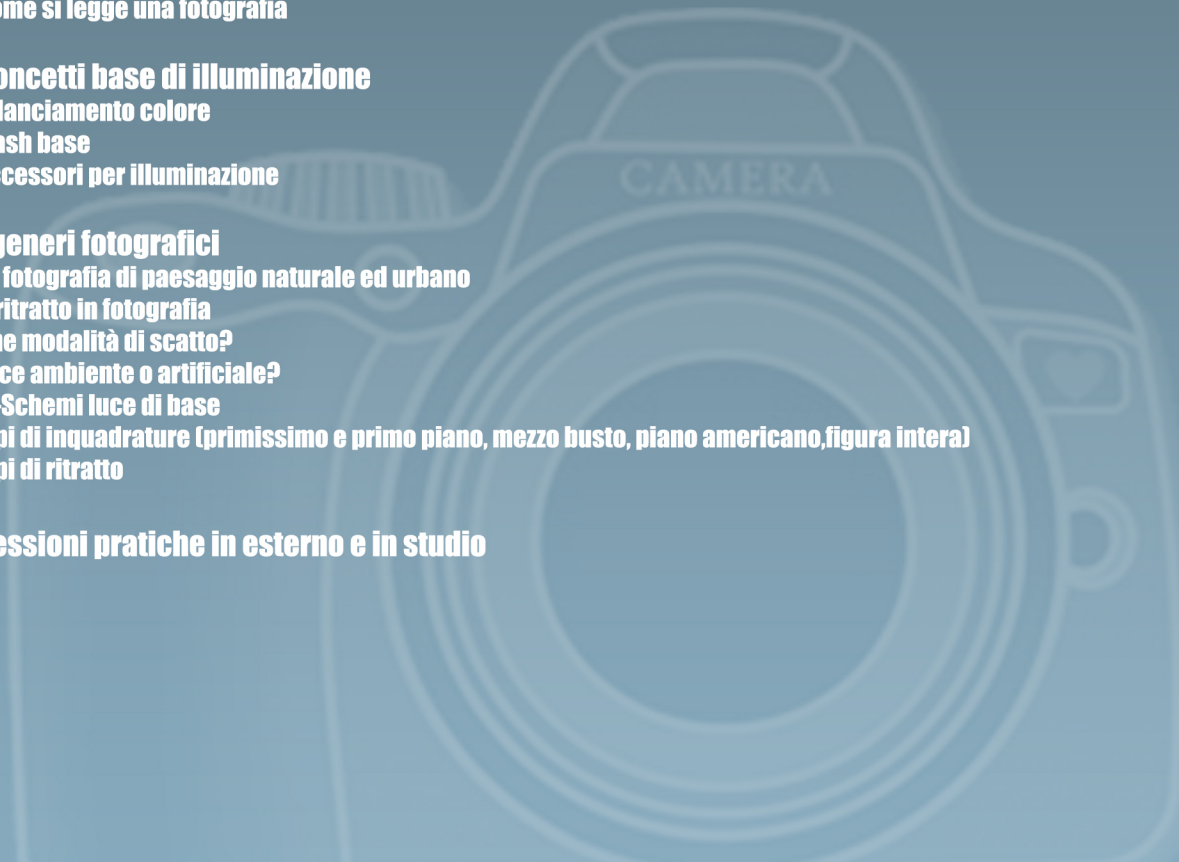 ome si legge una fotografia
oncetti base di illuminazione
lanciamento colore
ash base
ccessori per illuminazione
generi fotografici
fotografia di paesaggio naturale ed urbano
ritratto in fotografia
he modalità di scatto?
ce ambiente o artificiale?
-Schemi luce di base
pi di inquadrature (primissimo e primo piano, mezzo busto, piano americano,figura intera)
pi di ritratto
essioni pratiche in esterno e in studio
CAMERA